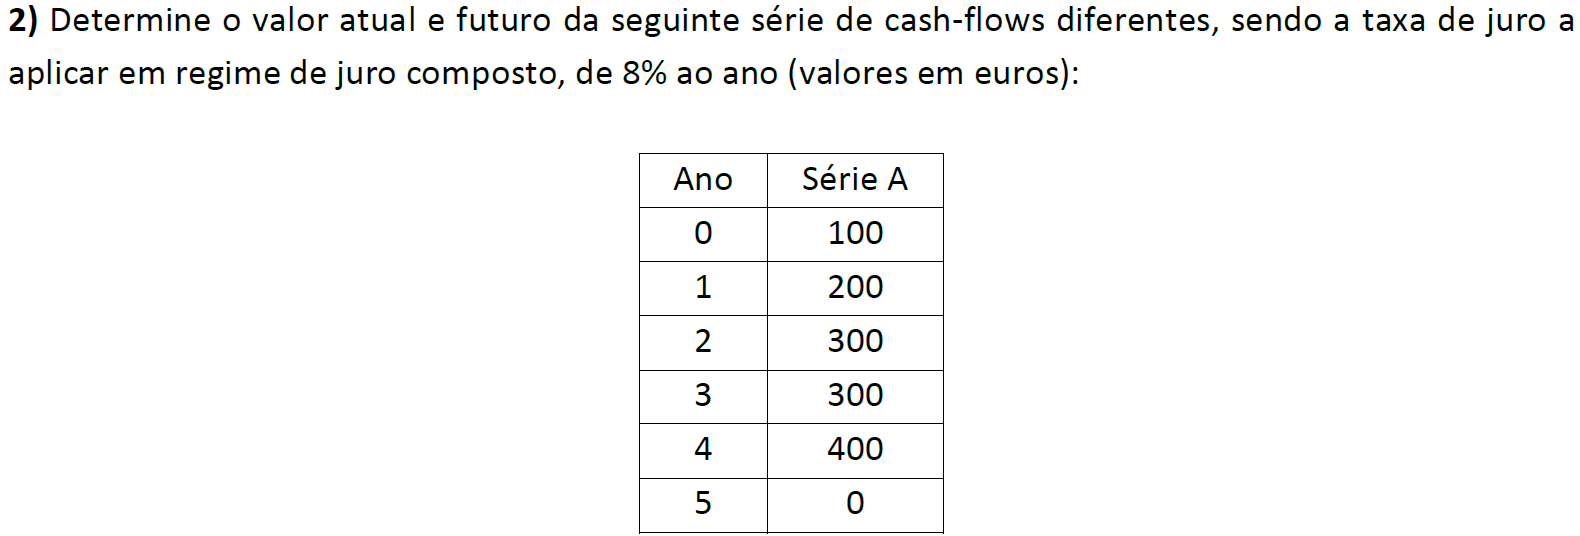 2) Determine o valor atual e futuro da seguinte série de cash-flows diferentes, sendo a taxa de juro a
aplicar em regime de juro composto, de 8% ao ano (valores em euros):
Ano Série A
0 100
1 200
2 300
3 300
4 400
5 0